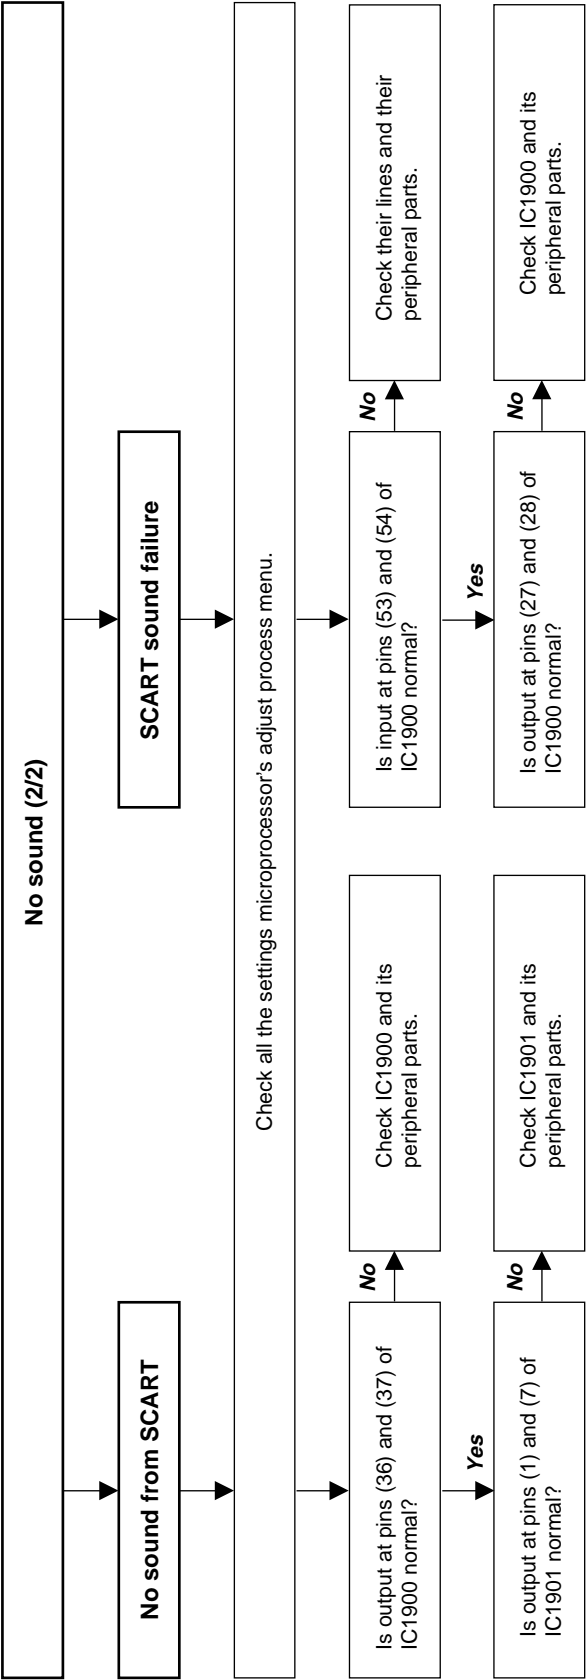 No sound (2/2)
No sound from SCART
SCART sound failure
Check all the settings microprocessor's adjust process menu.
Is output at pins (36) and (37) of
IC1900 normal?
No
Check IC1900 and its
peripheral parts.
Is input at pins (53) and (54) of
IC1900 normal?
No
Check their lines and their
peripheral parts.
Yes
Yes
Is output at pins (1) and (7) of
IC1901 normal?
No
Check IC1901 and its
peripheral parts.
Is output at pins (27) and (28) of
IC1900 normal?
No
Check IC1900 and its
peripheral parts.